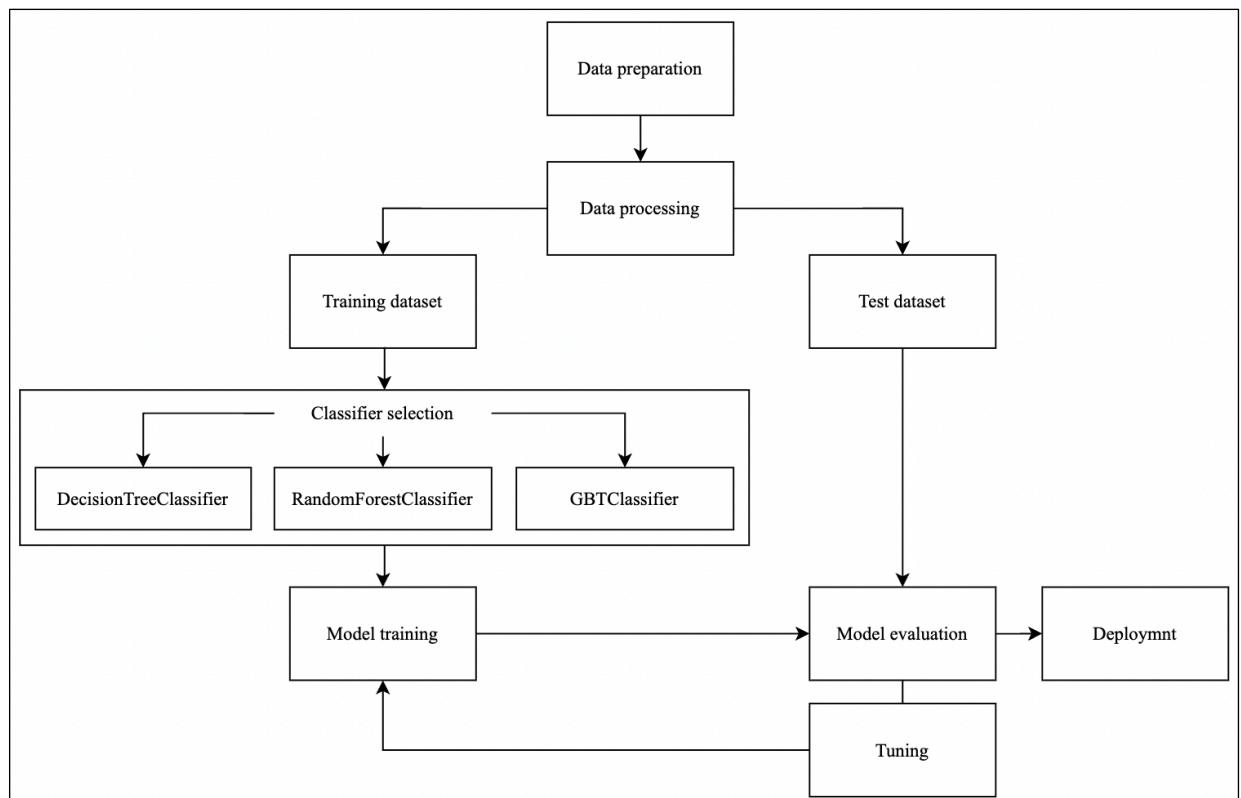 Data preparation
Data processing
Training dataset
Test dataset
Classifier selection
DecisionTreeClassifier
RandomForestClassifier
GBTClassifier
Model training
Model evaluation
Deploymnt
Tuning